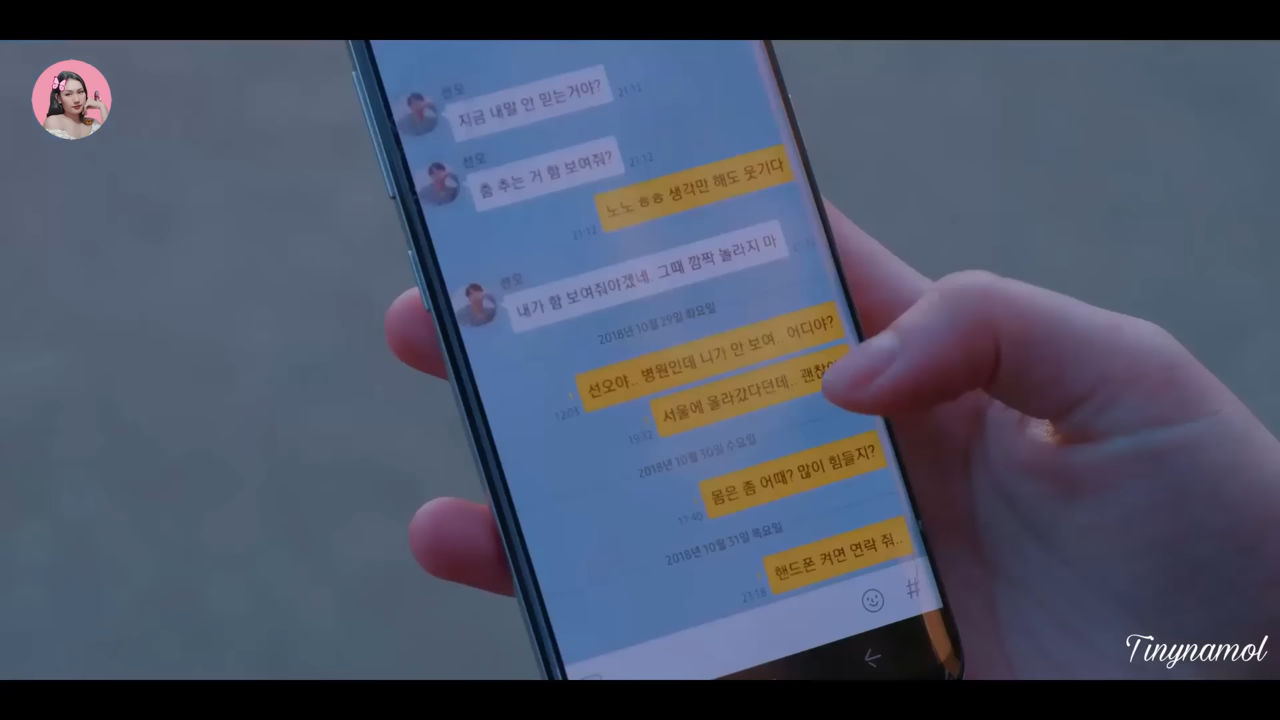 선오
지금 내말 안 믿는거야?
21:12
선오
춤 추는 거 함 보여줘?
21:12
노노 ㅎㅎ 생각만 해도 웃기다
21:12
선오
내가 함 보여줘야겠네. 그때 깜짝 놀라지 마
2018년 10월 29일 화요일
선오야... 병원인데 니가 안 보여.. 어디야?
12:03
서울에 올라갔다던데..
19:32
2018년 10월 30일 수요일
몸은 좀 어때? 많이 힘들지?
17:40
2018년 10월 31일 목요일
핸드폰 켜면 연락 줘..
21:18
#
Tinynamol